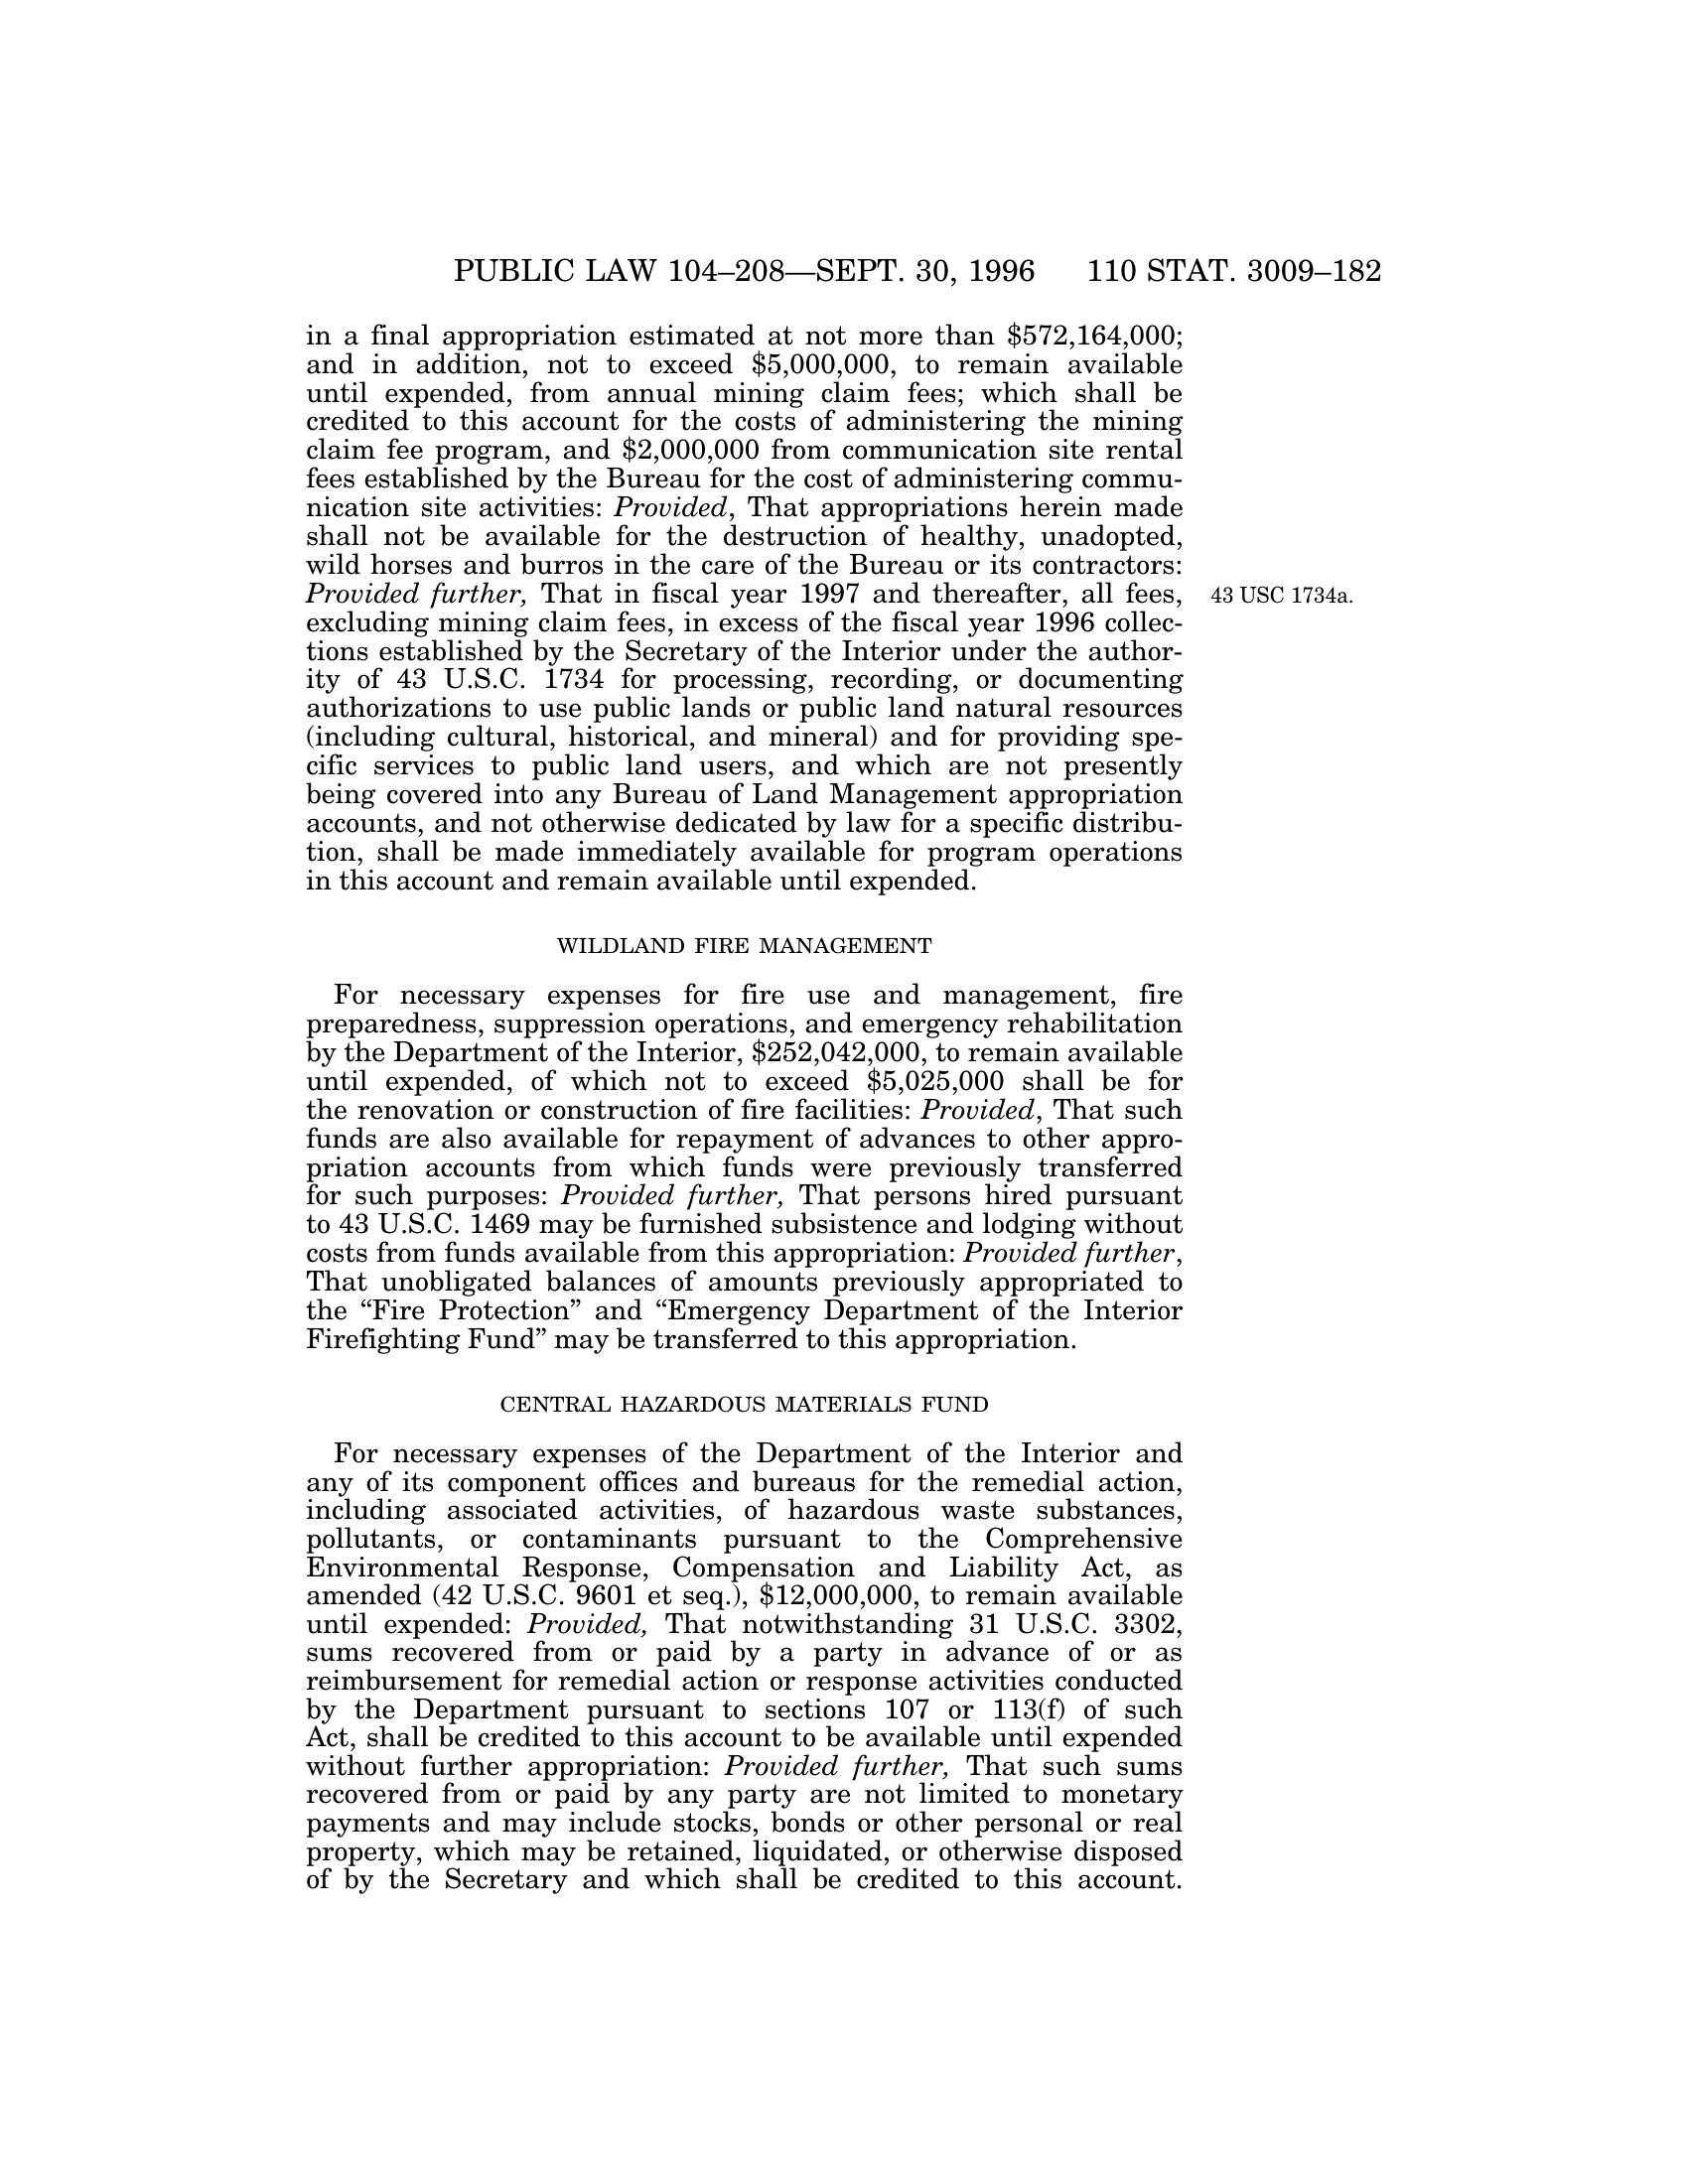 PUBLIC LAW 104–208—SEPT. 30, 1996 110 STAT. 3009–182
in a final appropriation estimated at not more than $572,164,000;
and in addition, not to exceed $5,000,000, to remain available
until expended, from annual mining claim fees; which shall be
credited to this account for the costs of administering the mining
claim fee program, and $2,000,000 from communication site rental
fees established by the Bureau for the cost of administering commu-
nication site activities: Provided, That appropriations herein made
shall not be available for the destruction of healthy, unadopted,
wild horses and burros in the care of the Bureau or its contractors:
Provided further, That in fiscal year 1997 and thereafter, all fees,
43 USC 1734a.
excluding mining claim fees, in excess of the fiscal year 1996 collec-
tions established by the Secretary of the Interior under the author-
ity of 43 U.S.C. 1734 for processing, recording, or documenting
authorizations to use public lands or public land natural resources
(including cultural, historical, and mineral) and for providing spe-
cific services to public land users, and which are not presently
being covered into any Bureau of Land Management appropriation
accounts, and not otherwise dedicated by law for a specific distribu-
tion, shall be made immediately available for program operations
in this account and remain available until expended.
WILDLAND FIRE MANAGEMENT
For necessary expenses for fire use and management, fire
preparedness, suppression operations, and emergency rehabilitation
by the Department of the Interior, $252,042,000, to remain available
until expended, of which not to exceed $5,025,000 shall be for
the renovation or construction of fire facilities: Provided, That such
funds are also available for repayment of advances to other appro-
priation accounts from which funds were previously transferred
for such purposes: Provided further, That persons hired pursuant
to 43 U.S.C. 1469 may be furnished subsistence and lodging without
costs from funds available from this appropriation: Provided further,
That unobligated balances of amounts previously appropriated to
the “Fire Protection” and “Emergency Department of the Interior
Firefighting Fund” may be transferred to this appropriation.
CENTRAL HAZARDOUS MATERIALS FUND
For necessary expenses of the Department of the Interior and
any of its component offices and bureaus for the remedial action,
including associated activities, of hazardous waste substances,
pollutants, or contaminants pursuant to the Comprehensive
Environmental Response, Compensation and Liability Act, as
amended (42 U.S.C. 9601 et seq.), $12,000,000, to remain available
until expended: Provided, That notwithstanding 31 U.S.C. 3302,
sums recovered from or paid by a party in advance of or as
reimbursement for remedial action or response activities conducted
by the Department pursuant to sections 107 or 113(f) of such
Act, shall be credited to this account to be available until expended
without further appropriation: Provided further, That such sums
recovered from or paid by any party are not limited to monetary
payments and may include stocks, bonds or other personal or real
property, which may be retained, liquidated, or otherwise disposed
of by the Secretary and which shall be credited to this account.